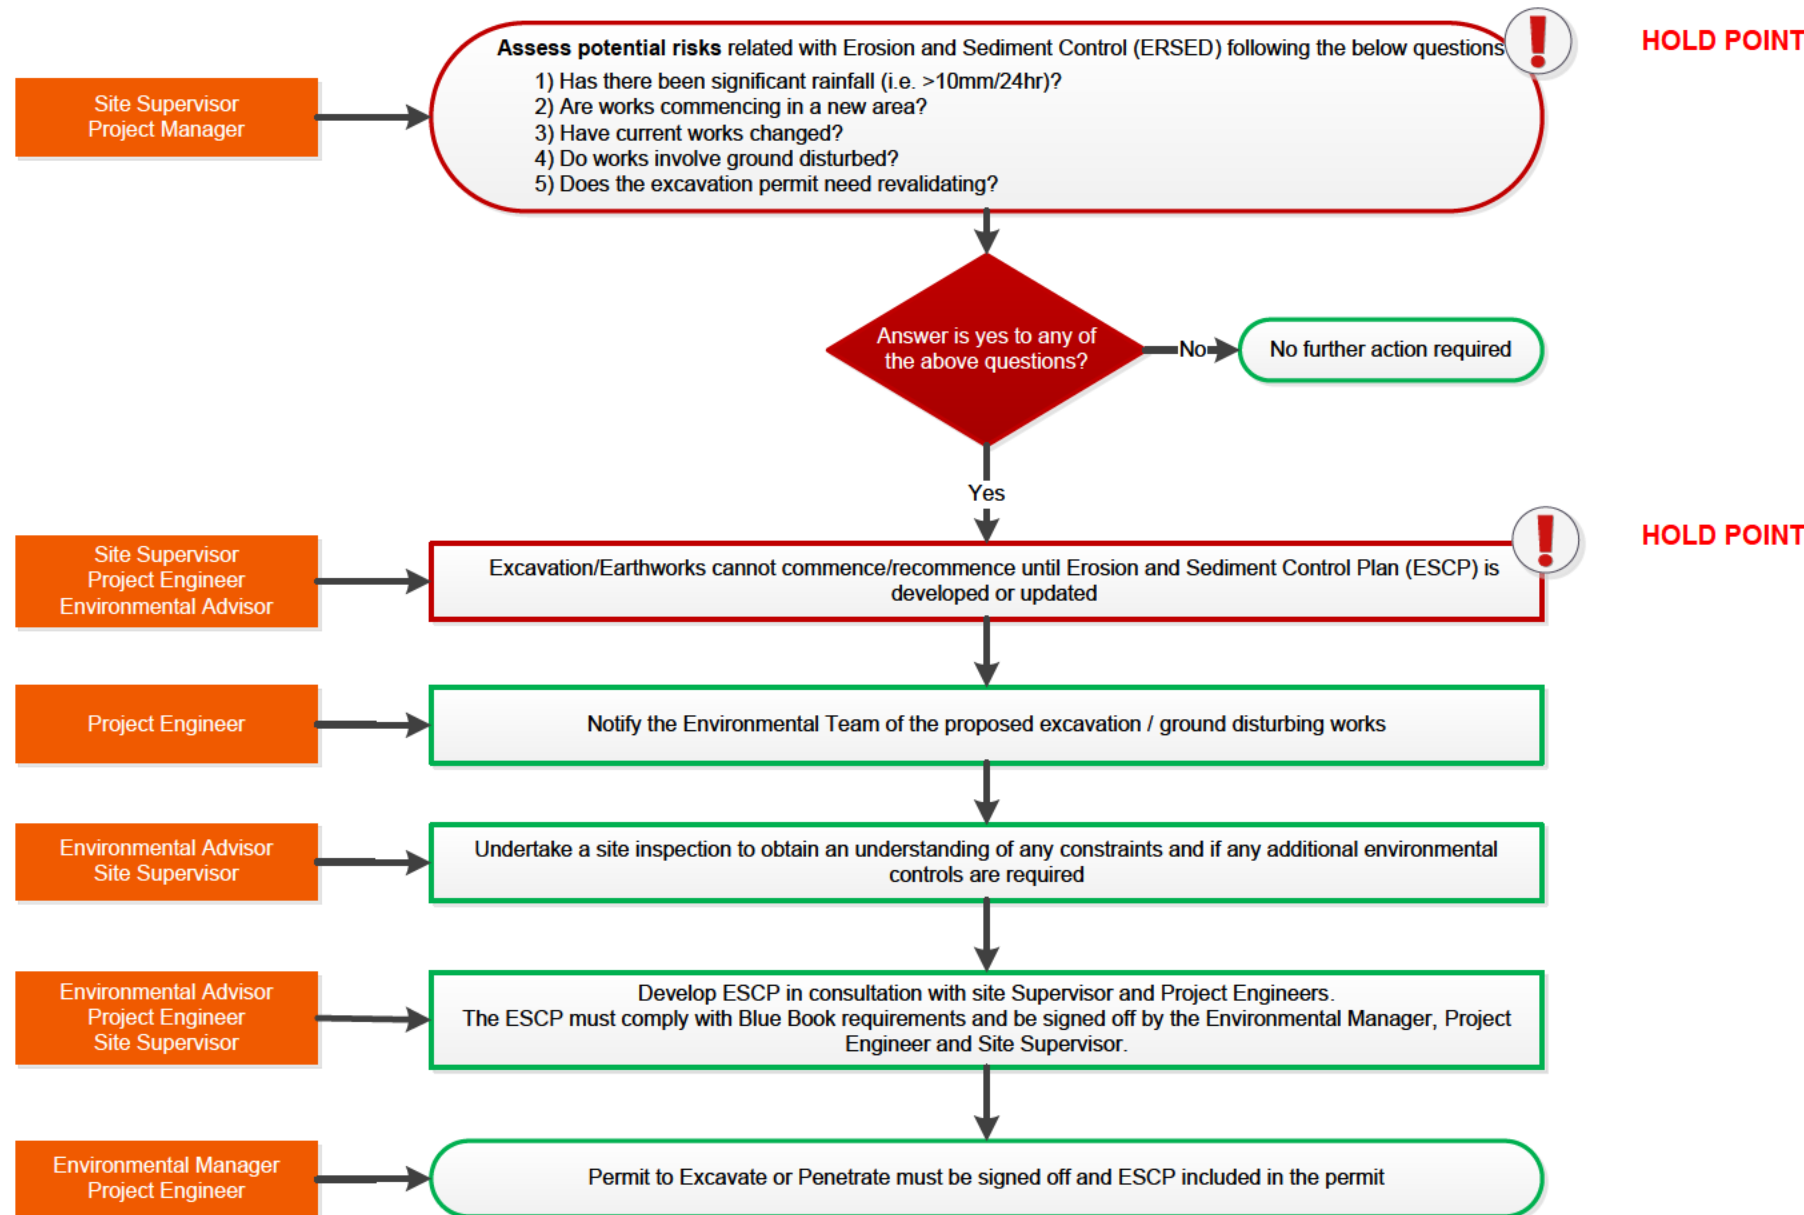 Assess potential risks related with Erosion and Sediment Control (ERSED) following the below questions
HOLD POINT
1) Has there been significant rainfall (i.e. >10mm/24hr)?
2) Are works commencing in a new area?
3) Have current works changed?
4) Do works involve ground disturbed?
5) Does the excavation permit need revalidating?
Site Supervisor
Project Manager
Answer is yes to any of
the above questions?
No
No further action required
Yes
HOLD POINT
Site Supervisor
Project Engineer
Environmental Advisor
Excavation/Earthworks cannot commence/recommence until Erosion and Sediment Control Plan (ESCP) is
developed or updated
Project Engineer
Notify the Environmental Team of the proposed excavation / ground disturbing works
Environmental Advisor
Site Supervisor
Undertake a site inspection to obtain an understanding of any constraints and if any additional environmental
controls are required
Environmental Advisor
Project Engineer
Site Supervisor
Develop ESCP in consultation with site Supervisor and Project Engineers.
The ESCP must comply with Blue Book requirements and be signed off by the Environmental Manager, Project
Engineer and Site Supervisor.
Environmental Manager
Project Engineer
Permit to Excavate or Penetrate must be signed off and ESCP included in the permit